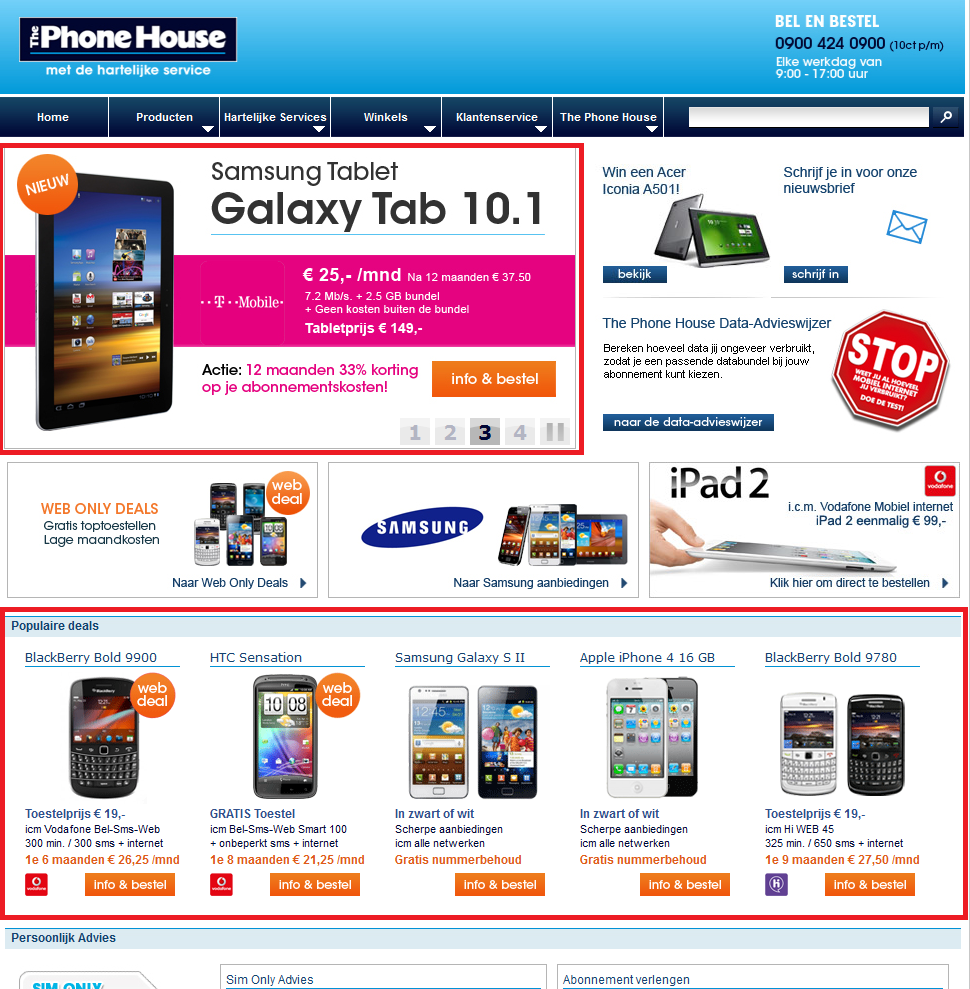 The Phone House
met de hartelijke service
BEL EN BESTEL
0900 424 0900 (10ct p/m)
Elke werkdag van
9:00 - 17:00 uur
Home
Producten
Hartelijke Services
Winkels
Klantenservice
The Phone House
NIEUW
Samsung Tablet
Galaxy Tab 10.1
T Mobile
€ 25,- /mnd Na 12 maanden € 37.50
7.2 Mb/s. + 2.5 GB bundel
+ Geen kosten buiten de bundel
Tabletprijs € 149,-
Actie: 12 maanden 33% korting
op je abonnementskosten!
info & bestel
1 2 3 4
Win een Acer
Iconia A501!
bekijk
Schrijf je in voor onze
nieuwsbrief
schrijf in
The Phone House Data-Advieswijzer
Bereken hoeveel data jij ongeveer verbruikt,
zodat je een passende databundel bij jouw
abonnement kunt kiezen.
naar de data-advieswijzer
STOP
WEET JIJ AL HOEVEEL
MOBIEL INTERNET
JIJ VERBRUIKT?
DOE DE TEST!
WEB ONLY DEALS
Gratis toptoestellen
Lage maandkosten
web
deal
Naar Web Only Deals
SAMSUNG
Naar Samsung aanbiedingen
iPad 2
vodafone
i.c.m. Vodafone Mobiel internet
iPad 2 eenmalig € 99,-
Klik hier om direct te bestellen
Populaire deals
BlackBerry Bold 9900
web
deal
Toestelprijs € 19,-
icm Vodafone Bel-Sms-Web
300 min. / 300 sms + internet
1e 6 maanden € 26,25 /mnd
vodafone
info & bestel
HTC Sensation
web
deal
GRATIS Toestel
icm Bel-Sms-Web Smart 100
+ onbeperkt sms + internet
1e 8 maanden € 21,25 /mnd
vodafone
info & bestel
Samsung Galaxy S II
In zwart of wit
Scherpe aanbiedingen
icm alle netwerken
Gratis nummerbehoud
info & bestel
Apple iPhone 4 16 GB
In zwart of wit
Scherpe aanbiedingen
icm alle netwerken
Gratis nummerbehoud
info & bestel
BlackBerry Bold 9780
Toestelprijs € 19,-
icm Hi WEB 45
325 min. / 650 sms + internet
1e 9 maanden € 27,50 /mnd
info & bestel
Persoonlijk Advies
SIM ONLY
Sim Only Advies
Abonnement verlengen